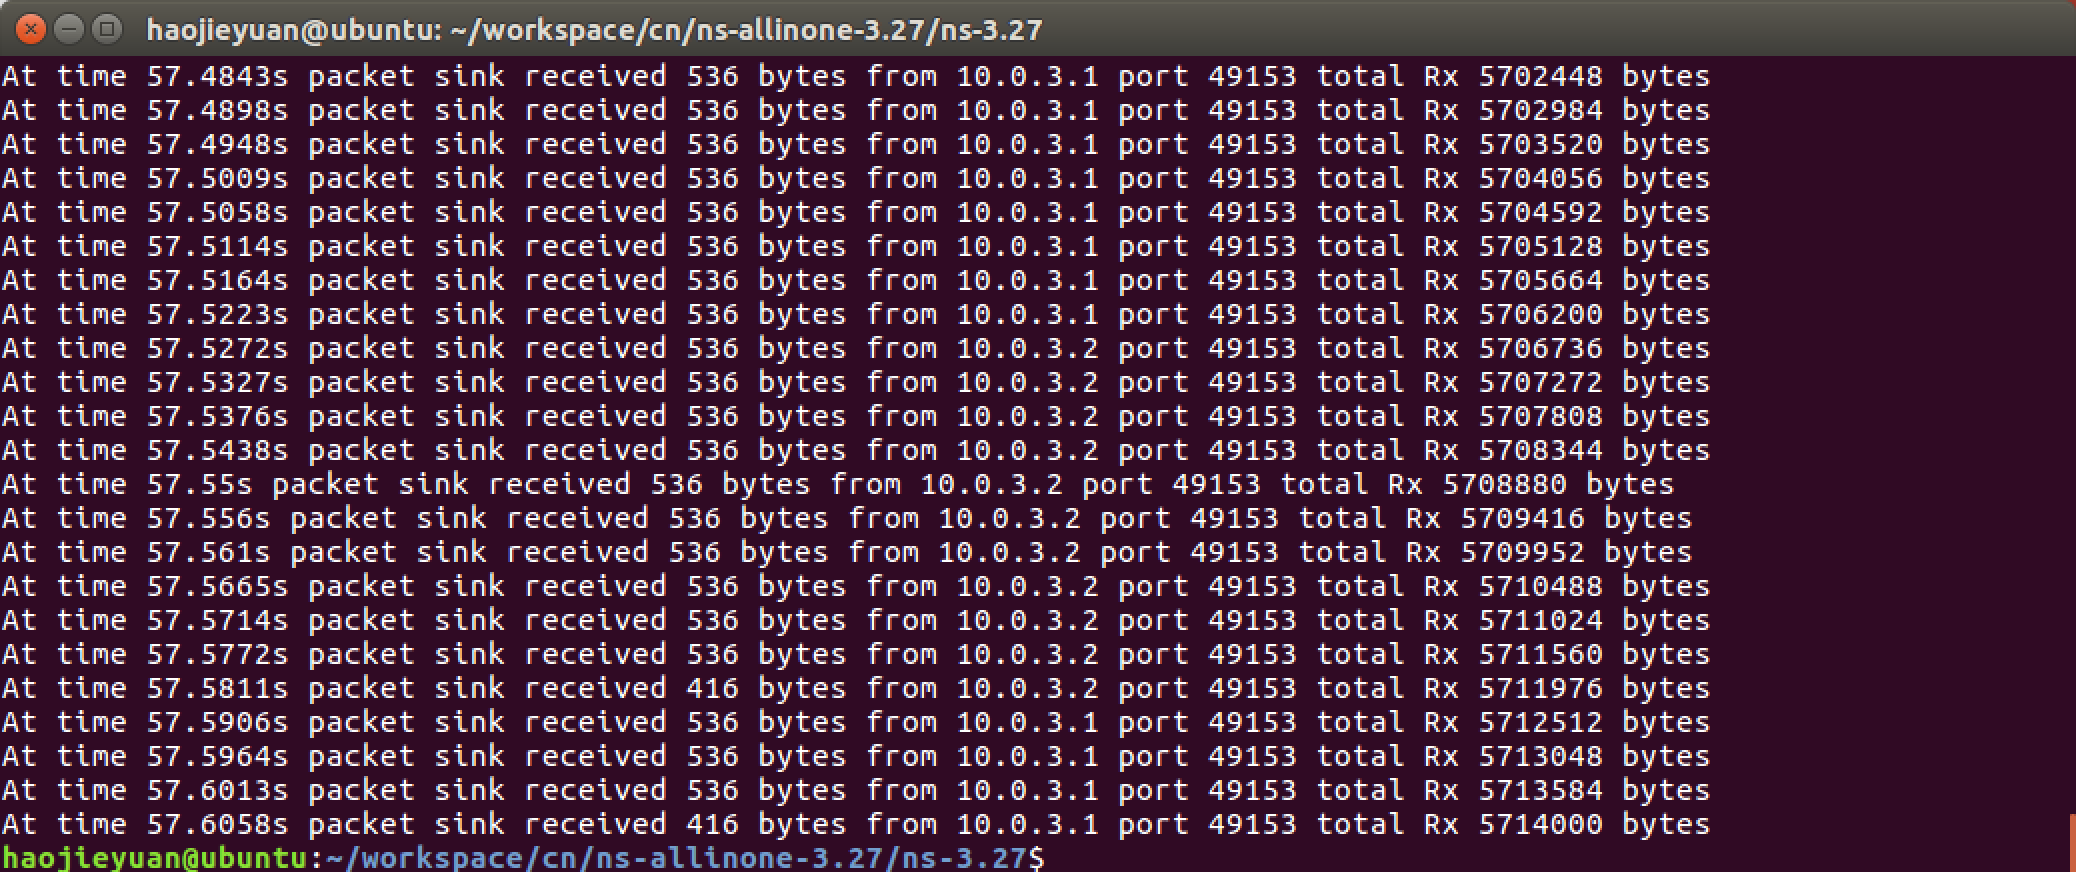 haojieyuan@ubuntu: ~/workspace/cn/ns-allinone-3.27/ns-3.27
At time 57.4843s packet sink received 536 bytes from 10.0.3.1 port 49153 total Rx 5702448 bytes
At time 57.4898s packet sink received 536 bytes from 10.0.3.1 port 49153 total Rx 5702984 bytes
At time 57.4948s packet sink received 536 bytes from 10.0.3.1 port 49153 total Rx 5703520 bytes
At time 57.5009s packet sink received 536 bytes from 10.0.3.1 port 49153 total Rx 5704056 bytes
At time 57.5058s packet sink received 536 bytes from 10.0.3.1 port 49153 total Rx 5704592 bytes
At time 57.5114s packet sink received 536 bytes from 10.0.3.1 port 49153 total Rx 5705128 bytes
At time 57.5164s packet sink received 536 bytes from 10.0.3.1 port 49153 total Rx 5705664 bytes
At time 57.5223s packet sink received 536 bytes from 10.0.3.1 port 49153 total Rx 5706200 bytes
At time 57.5272s packet sink received 536 bytes from 10.0.3.2 port 49153 total Rx 5706736 bytes
At time 57.5327s packet sink received 536 bytes from 10.0.3.2 port 49153 total Rx 5707272 bytes
At time 57.5376s packet sink received 536 bytes from 10.0.3.2 port 49153 total Rx 5707808 bytes
At time 57.5438s packet sink received 536 bytes from 10.0.3.2 port 49153 total Rx 5708344 bytes
At time 57.55s packet sink received 536 bytes from 10.0.3.2 port 49153 total Rx 5708880 bytes
At time 57.556s packet sink received 536 bytes from 10.0.3.2 port 49153 total Rx 5709416 bytes
At time 57.561s packet sink received 536 bytes from 10.0.3.2 port 49153 total Rx 5709952 bytes
At time 57.5665s packet sink received 536 bytes from 10.0.3.2 port 49153 total Rx 5710488 bytes
At time 57.5714s packet sink received 536 bytes from 10.0.3.2 port 49153 total Rx 5711024 bytes
At time 57.5772s packet sink received 536 bytes from 10.0.3.2 port 49153 total Rx 5711560 bytes
At time 57.5811s packet sink received 416 bytes from 10.0.3.2 port 49153 total Rx 5711976 bytes
At time 57.5906s packet sink received 536 bytes from 10.0.3.1 port 49153 total Rx 5712512 bytes
At time 57.5964s packet sink received 536 bytes from 10.0.3.1 port 49153 total Rx 5713048 bytes
At time 57.6013s packet sink received 536 bytes from 10.0.3.1 port 49153 total Rx 5713584 bytes
At time 57.6058s packet sink received 416 bytes from 10.0.3.1 port 49153 total Rx 5714000 bytes
haojieyuan@ubuntu:~/workspace/cn/ns-allinone-3.27/ns-3.27$